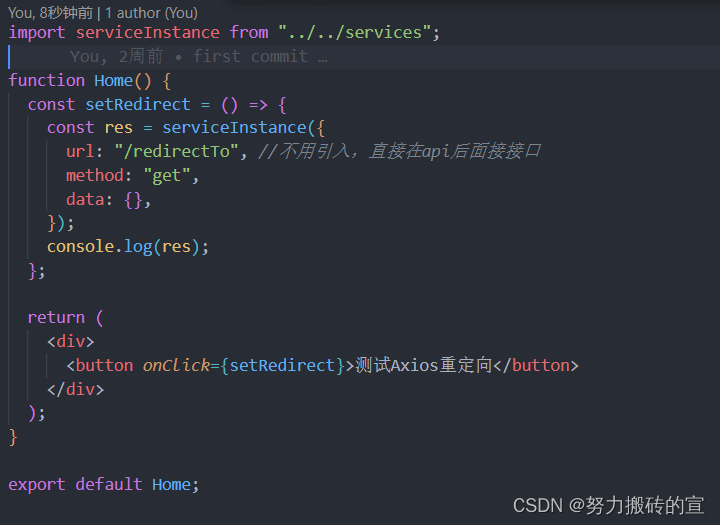 You, 8秒钟前 | 1 author (You)
import serviceInstance from "../../services";
You, 2周前 • first commit …
function Home() {
  const setRedirect = () => {
    const res = serviceInstance({
      url: "/redirectTo", //不用引入，直接在api后面接接口
      method: "get",
      data: {},
    });
    console.log(res);
  };

  return (
    <div>
      <button onClick={setRedirect}>测试Axios重定向</button>
    </div>
  );
}

export default Home;
CSDN @努力搬砖的宣